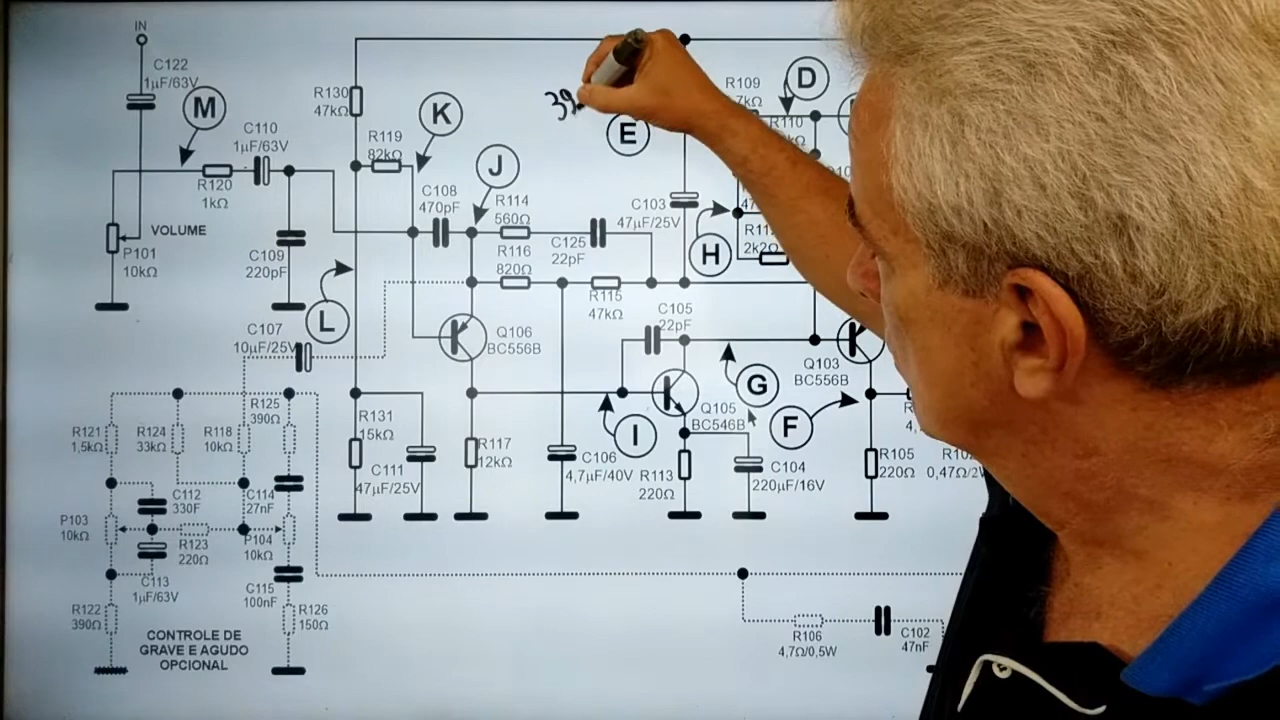 IN
C122
1µF/63V
M
C110
1µF/63V
R120
1kΩ
VOLUME
P101
10kΩ
C109
220pF
R130
47kΩ
R119
82kΩ
K
J
C108
470pF
R114
560Ω
R116
820Ω
C125
22pF
R115
47kΩ
L
C107
10µF/25V
Q106
BC556B
39
E
C103
47µF/25V
R109
7kΩ
D
R110
H
2k2Ω
C105
22pF
G
Q103
BC556B
Q105
BC546B
F
I
R125
390Ω
R121
1,5kΩ
R124
33kΩ
R118
10kΩ
R131
15kΩ
C111
47µF/25V
R117
12kΩ
C106
4,7µF/40V
R113
220Ω
C104
220µF/16V
R105
220Ω
0,47Ω/2
C112
330F
C114
27nF
P103
10kΩ
R123
220Ω
P104
10kΩ
C113
1µF/63V
C115
100nF
R122
390Ω
R126
150Ω
CONTROLE DE
GRAVE E AGUDO
OPCIONAL
R106
4,7Ω/0,5W
C102
47nF